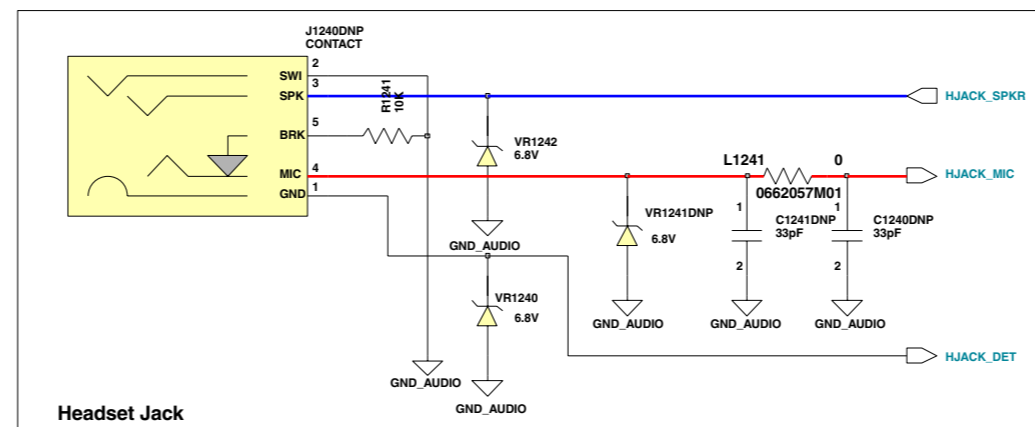 J1240DNP
CONTACT
2
SWI
3
SPK
R1241
10K
HJACK_SPKR
5
BRK
VR1242
6.8V
4
MIC
L1241
0
HJACK_MIC
1
GND
0662057M01
VR1241DNP
6.8V
1
C1241DNP
33pF
1
C1240DNP
33pF
GND_AUDIO
2
2
VR1240
6.8V
GND_AUDIO
GND_AUDIO
GND_AUDIO
HJACK_DET
GND_AUDIO
GND_AUDIO
Headset Jack